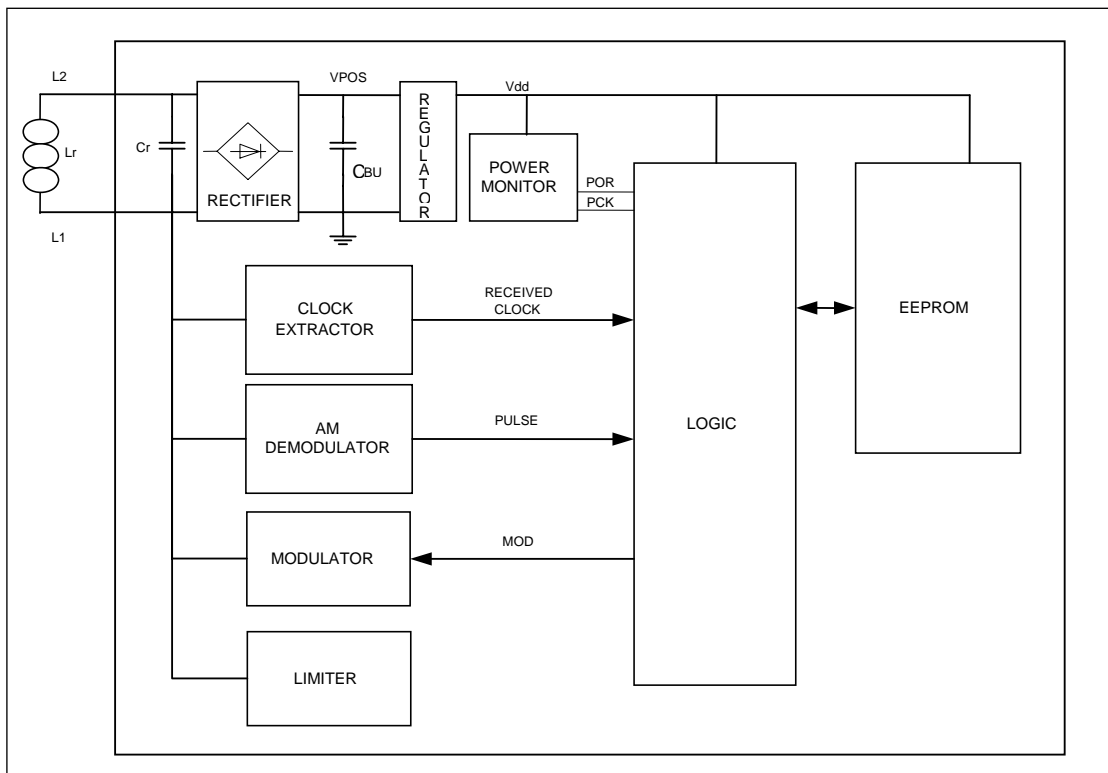 L2
VPOS
Vdd
REGULATOR
Lr
Cr
CBU
RECTIFIER
POWER
MONITOR
POR
PCK
L1
CLOCK
EXTRACTOR
RECEIVED
CLOCK
EEPROM
AM
DEMODULATOR
PULSE
LOGIC
MODULATOR
MOD
LIMITER